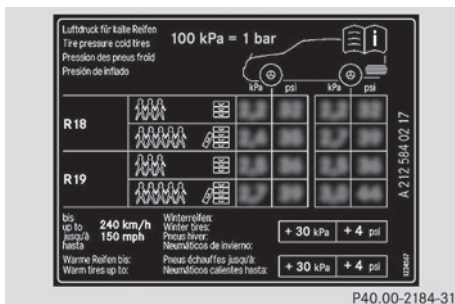 Luftdruck für kalte Reifen
Tire pressure cold tires
Pression des pneus froid
Presión de inflado
100 kPa = 1 bar
i
kPa psi kPa psi
R18
R19
A 212 584 02 17
bis
up to
jusqu'à
hasta
240 km/h
150 mph
Winterreifen:
Winter tires:
Pneus hiver:
Neumáticos de invierno:
+ 30 kPa + 4 psi
Warme Reifen bis:
Warm tires up to:
Pneus échauffes jusqu'à:
Neumáticos calientes hasta:
+ 30 kPa + 4 psi
1234567
P40.00-2184-31